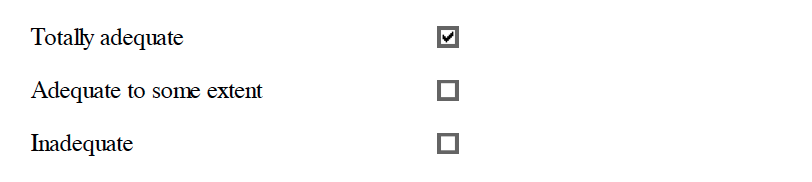 Totally adequate
Adequate to some extent
Inadequate